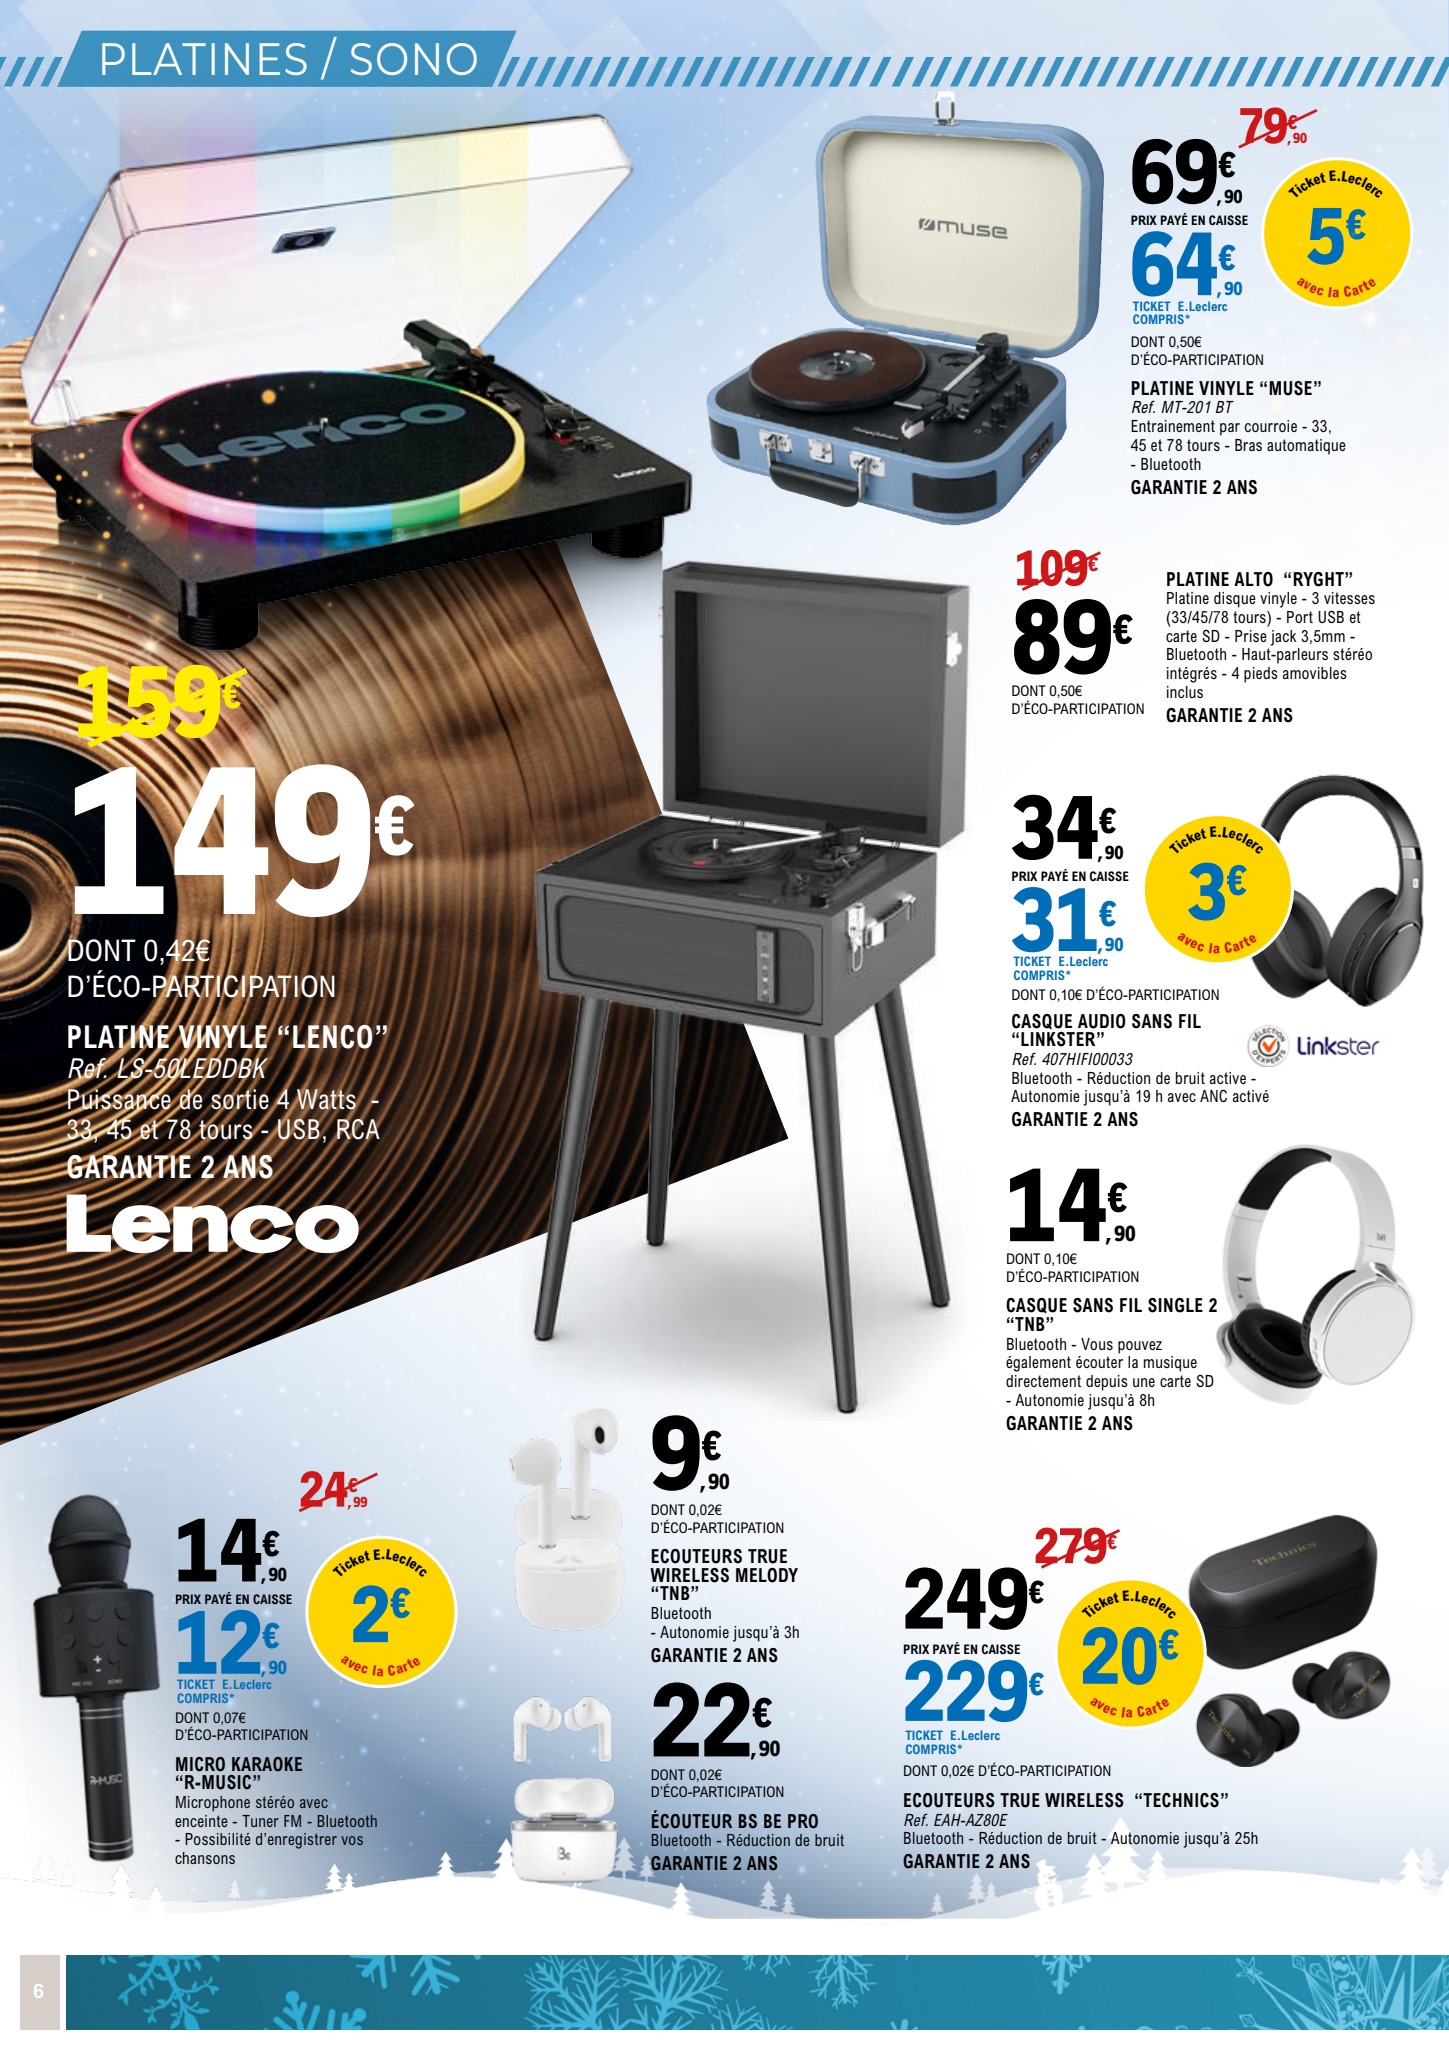 PLATINES / SONO
79€,90
69€,90
PRIX PAYÉ EN CAISSE
64€,90
TICKET E.Leclerc
COMPRIS*
Ticket E.Leclerc
5€
avec la Carte
DONT 0,50€
D'ÉCO-PARTICIPATION
PLATINE VINYLE “MUSE”
Ref. MT-201 BT
Entrainement par courroie - 33,
45 et 78 tours - Bras automatique
- Bluetooth
GARANTIE 2 ANS
muse
Lenco
Lenco
109€
89€
DONT 0,50€
D'ÉCO-PARTICIPATION
PLATINE ALTO “RYGHT”
Platine disque vinyle - 3 vitesses
(33/45/78 tours) - Port USB et
carte SD - Prise jack 3,5mm -
Bluetooth - Haut-parleurs stéréo
intégrés - 4 pieds amovibles
inclus
GARANTIE 2 ANS
159€
149€
DONT 0,42€
D'ÉCO-PARTICIPATION
PLATINE VINYLE “LENCO”
Ref. LS-50LEDDBK
Puissance de sortie 4 Watts -
33, 45 et 78 tours - USB, RCA
GARANTIE 2 ANS
Lenco
34€,90
PRIX PAYÉ EN CAISSE
31€,90
TICKET E.Leclerc
COMPRIS*
Ticket E.Leclerc
3€
avec la Carte
DONT 0,10€ D'ÉCO-PARTICIPATION
CASQUE AUDIO SANS FIL
“LINKSTER”
Ref. 407HIFI00033
Bluetooth - Réduction de bruit active -
Autonomie jusqu'à 19 h avec ANC activé
GARANTIE 2 ANS
SÉLECTION
D'EXPERTS
Linkster
14€,90
DONT 0,10€
D'ÉCO-PARTICIPATION
CASQUE SANS FIL SINGLE 2
“TNB”
Bluetooth - Vous pouvez
également écouter la musique
directement depuis une carte SD
- Autonomie jusqu'à 8h
GARANTIE 2 ANS
24€,99
14€,90
PRIX PAYÉ EN CAISSE
12€,90
TICKET E.Leclerc
COMPRIS*
Ticket E.Leclerc
2€
avec la Carte
DONT 0,07€
D'ÉCO-PARTICIPATION
MICRO KARAOKE
“R-MUSIC”
Microphone stéréo avec
enceinte - Tuner FM - Bluetooth
- Possibilité d'enregistrer vos
chansons
MIC VOL ECHO
R-MUSIC
9€,90
DONT 0,02€
D'ÉCO-PARTICIPATION
ECOUTEURS TRUE
WIRELESS MELODY
“TNB”
Bluetooth
- Autonomie jusqu'à 3h
GARANTIE 2 ANS
22€,90
DONT 0,02€
D'ÉCO-PARTICIPATION
ÉCOUTEUR BS BE PRO
Bluetooth - Réduction de bruit
GARANTIE 2 ANS
Be
279€
249€
PRIX PAYÉ EN CAISSE
229€
TICKET E.Leclerc
COMPRIS*
Ticket E.Leclerc
20€
avec la Carte
DONT 0,02€ D'ÉCO-PARTICIPATION
ECOUTEURS TRUE WIRELESS “TECHNICS”
Ref. EAH-AZ80E
Bluetooth - Réduction de bruit - Autonomie jusqu'à 25h
GARANTIE 2 ANS
Technics
Technics
Technics
6